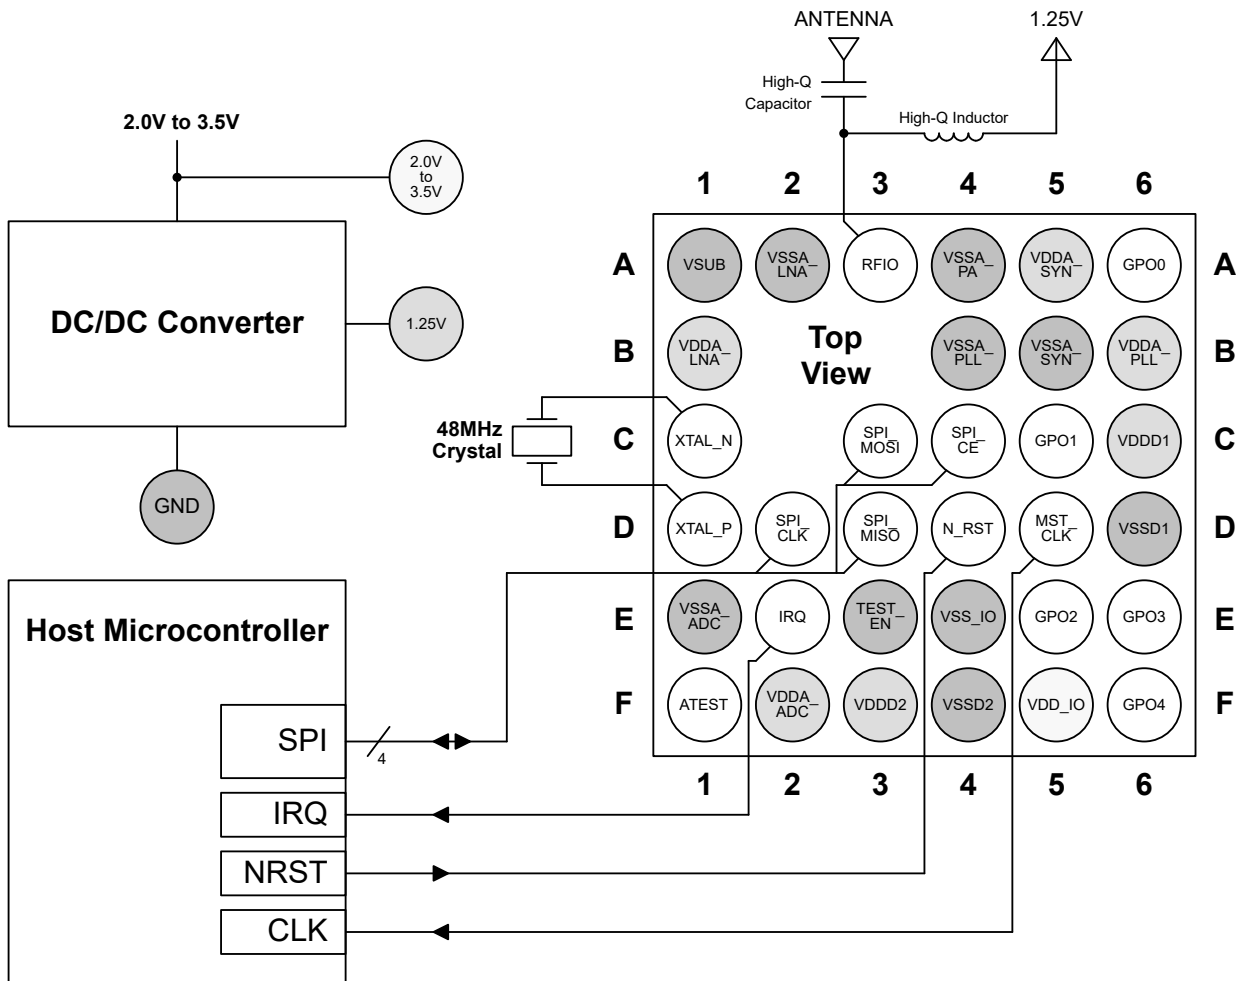 ANTENNA
1.25V
High-Q
Capacitor
High-Q Inductor
2.0V to 3.5V
2.0V
to
3.5V
DC/DC Converter
1.25V
GND
48MHz
Crystal
1 2 3 4 5 6
A VSUB VSSA_ RFIO VSSA_ VDDA_ GPO0 A
LNA PA SYN
Top
View
B VDDA_ VSSA_ VSSA_ VDDA_ B
LNA PLL SYN PLL
C XTAL_N SPI_ SPI_ GPO1 VDDD1 C
MOSI CE
D XTAL_P SPI_ SPI_ N_RST MST_ VSSD1 D
CLK MISO CLK
E VSSA_ IRQ TEST_ VSS_IO GPO2 GPO3 E
ADC EN
F ATEST VDDA_ VDDD2 VSSD2 VDD_IO GPO4 F
ADC
1 2 3 4 5 6
Host Microcontroller
SPI
4
IRQ
NRST
CLK